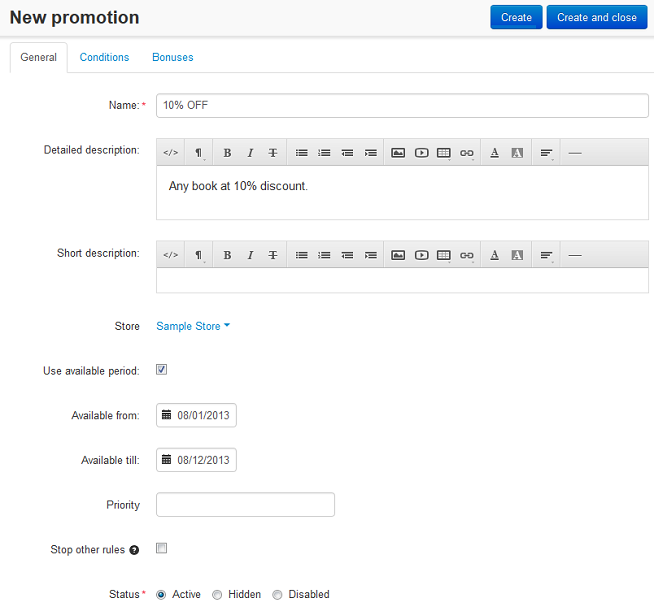 New promotion Create Create and close
General Conditions Bonuses
Name:* 10% OFF
Detailed description: </> ¶ B I T A A
Any book at 10% discount.
Short description: </> ¶ B I T A A
Store Sample Store
Use available period:
Available from: 08/01/2013
Available till: 08/12/2013
Priority
Stop other rules ?
Status* Active Hidden Disabled